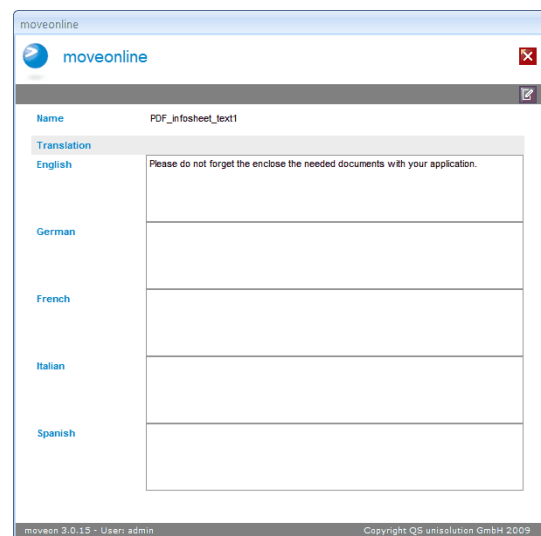 moveonline
moveonline
Name PDF_infosheet_text1
Translation
English Please do not forget the enclose the needed documents with your application.
German
French
Italian
Spanish
moveon 3.0.15 - User: admin Copyright QS unisolution GmbH 2009